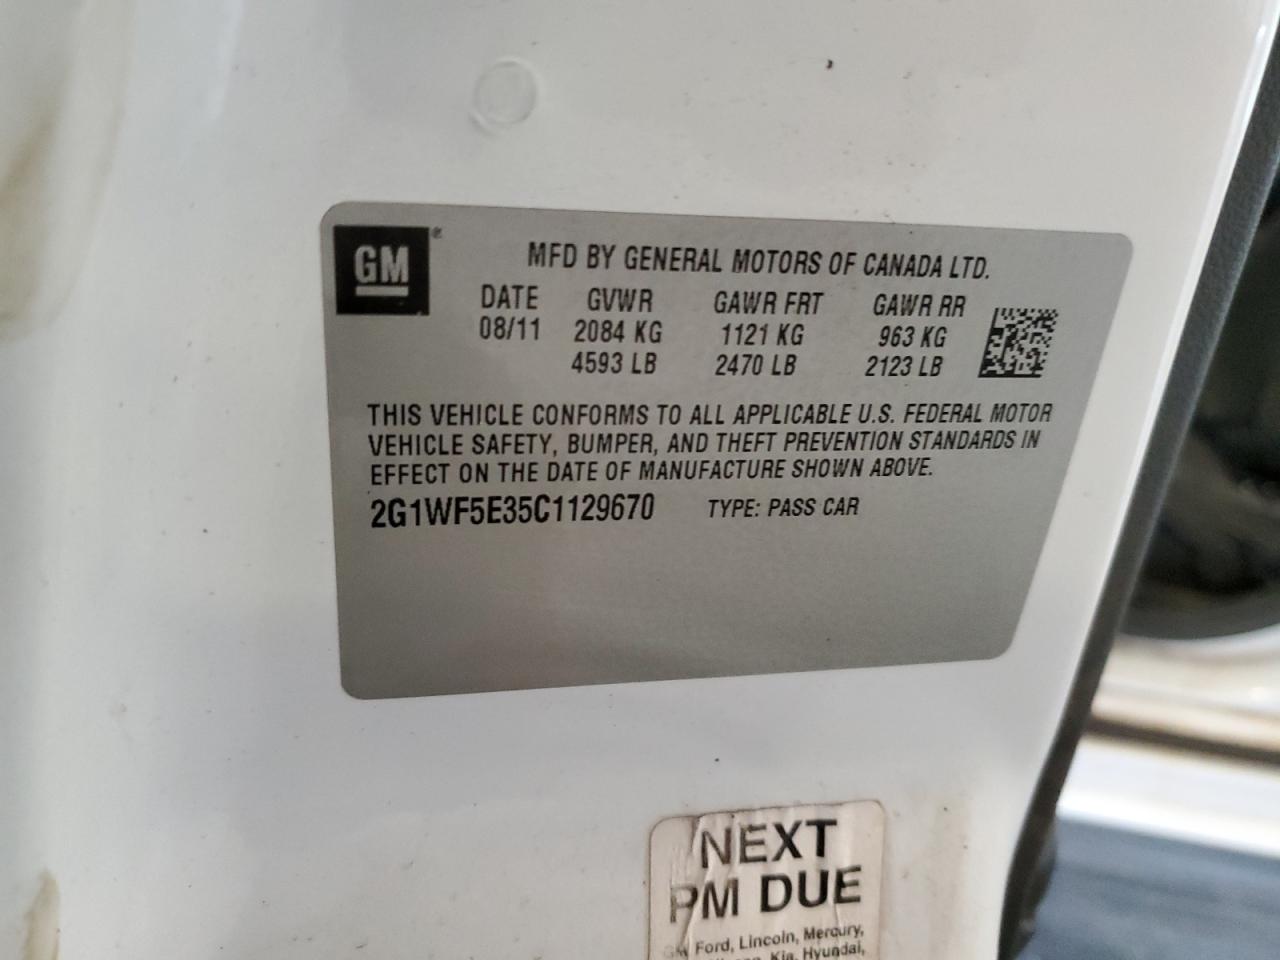 GM®
MFD BY GENERAL MOTORS OF CANADA LTD.
DATE GVWR GAWR FRT GAWR RR
08/11 2084 KG 1121 KG 963 KG
4593 LB 2470 LB 2123 LB
THIS VEHICLE CONFORMS TO ALL APPLICABLE U.S. FEDERAL MOTOR
VEHICLE SAFETY, BUMPER, AND THEFT PREVENTION STANDARDS IN
EFFECT ON THE DATE OF MANUFACTURE SHOWN ABOVE.
2G1WF5E35C1129670 TYPE: PASS CAR
NEXT
PM DUE
GM Ford, Lincoln, Mercury,
Kia, Hyundai,